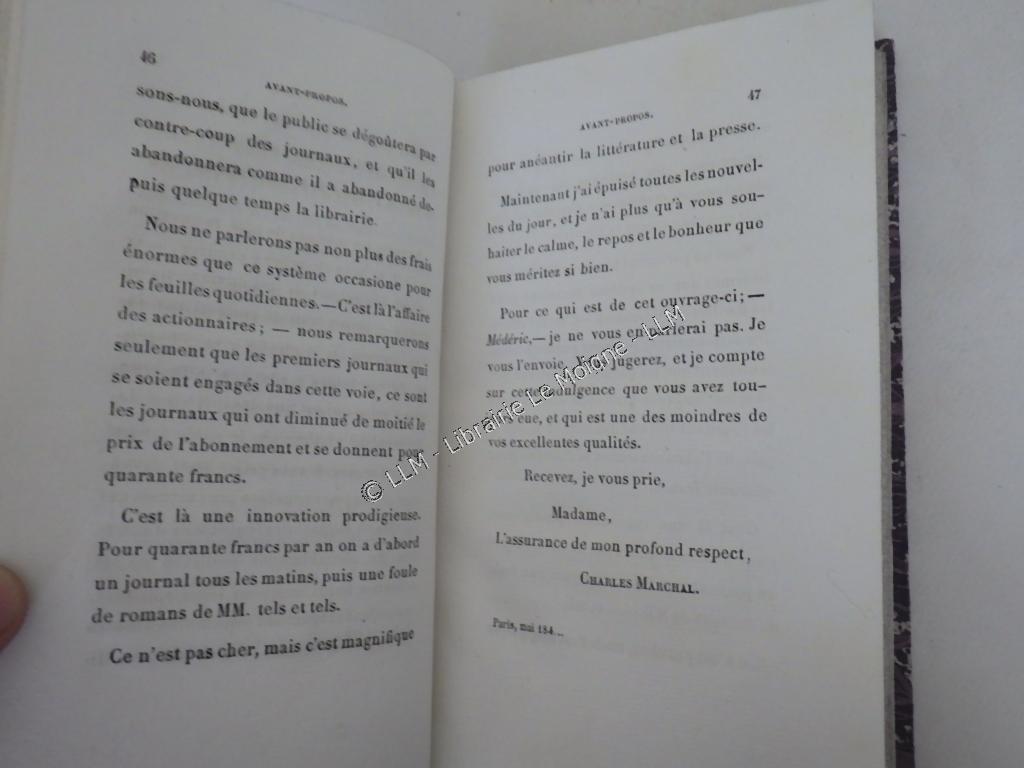 46
AVANT-PROPOS.
sons-nous, que le public se dégoûtera par
contre-coup des journaux, et qu'il les
abandonnera comme il a abandonné de-
puis quelque temps la librairie.
Nous ne parlerons pas non plus des frais
énormes que ce système occasione pour
les feuilles quotidiennes.—C'est là l'affaire
des actionnaires ; — nous remarquerons
seulement que les premiers journaux qui
se soient engagés dans cette voie, ce sont
les journaux qui ont diminué de moitié le
prix de l'abonnement et se donnent pour
quarante francs.
C'est là une innovation prodigieuse.
Pour quarante francs par an on a d'abord
un journal tous les matins, puis une foule
de romans de MM. tels et tels.
Ce n'est pas cher, mais c'est magnifique
47
AVANT-PROPOS.
pour anéantir la littérature et la presse.
Maintenant j'ai épuisé toutes les nouvel-
les du jour, et je n'ai plus qu'à vous sou-
haiter le calme, le repos et le bonheur que
vous méritez si bien.
Pour ce qui est de cet ouvrage-ci; —
Médéric,— je ne vous en parlerai pas. Je
vous l'envoie. Vous jugerez, et je compte
sur cette indulgence que vous avez tou-
jours eue, et qui est une des moindres de
vos excellentes qualités.
Recevez, je vous prie,
Madame,
L'assurance de mon profond respect,
CHARLES MARCHAL.
Paris, mai 184...
© LLM - Librairie Le Moigne - LLM